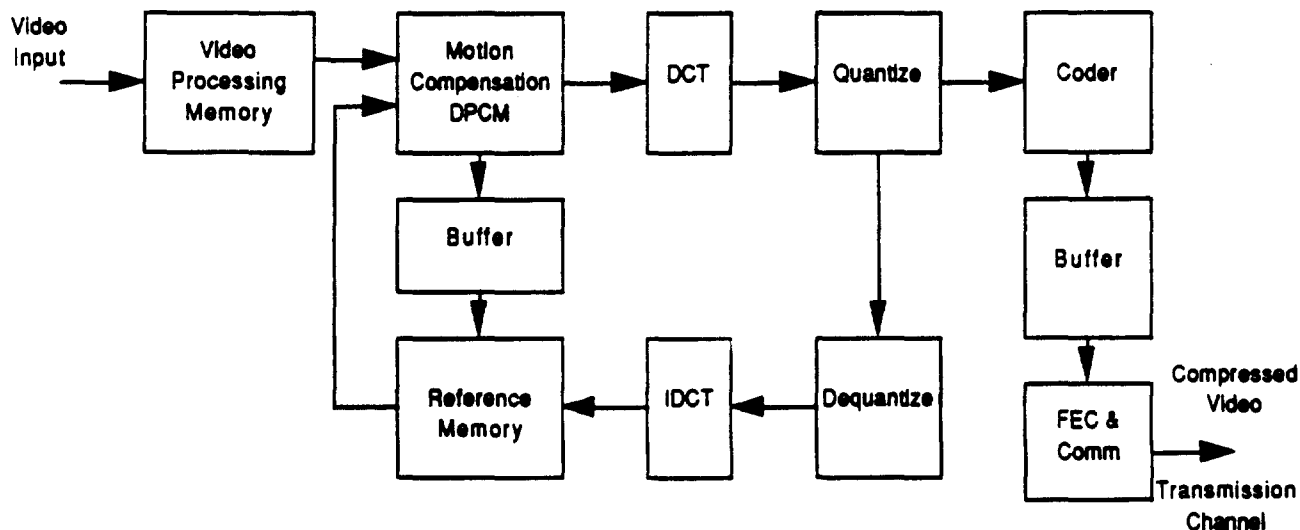 Video
Input
Video
Processing
Memory
Motion
Compensation
DPCM
DCT
Quantize
Coder
Buffer
Buffer
Reference
Memory
IDCT
Dequantize
FEC &
Comm
Compressed
Video
Transmission
Channel